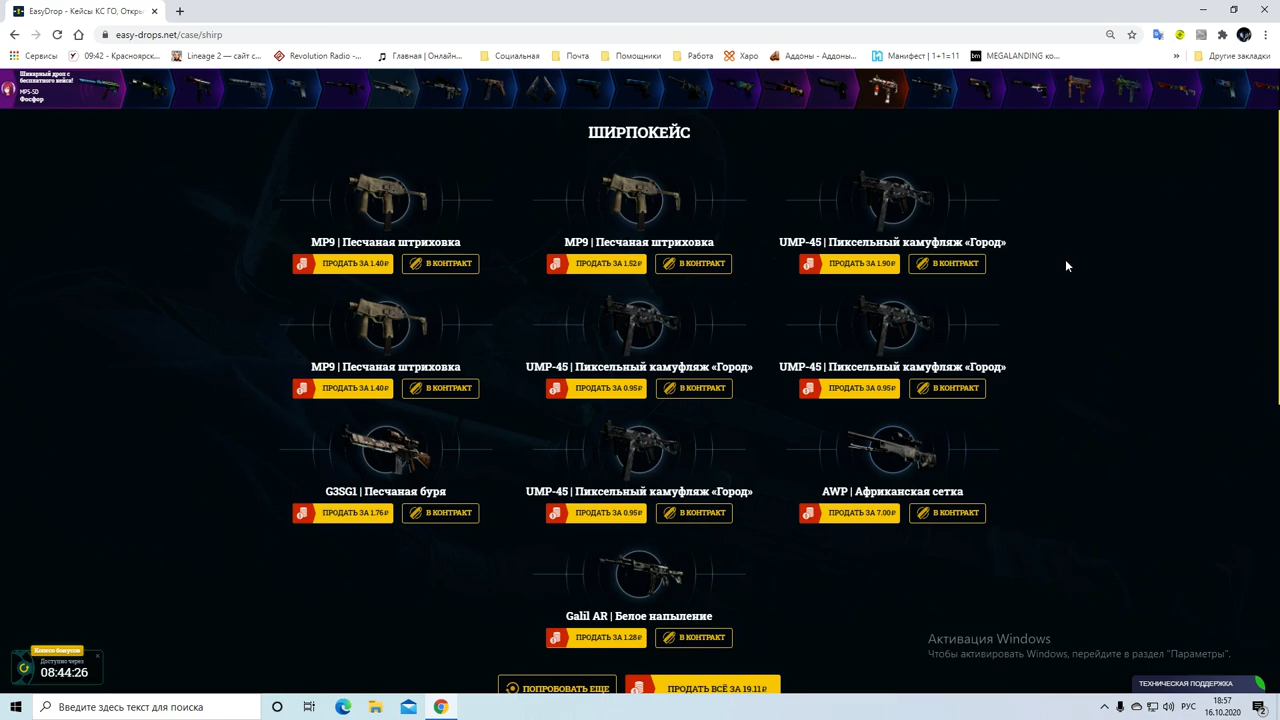 EasyDrop - Кейсы КС ГО, Откры
easy-drops.net/case/shirp
Сервисы
09:42 - Красноярск...
Lineage 2 — сайт с...
Revolution Radio -...
Главная | Онлайн...
Социальная
Почта
Помощники
Работа
Харо
Аддоны - Аддоны...
Манифест | 1+1=11
MEGALANDING ко...
Другие закладки
Шикарный дроп с
бесплатного кейса!
MP5-SD
Фосфор
ШИРПОКЕЙС
MP9 | Песчаная штриховка
MP9 | Песчаная штриховка
UMP-45 | Пиксельный камуфляж «Город»
ПРОДАТЬ ЗА 1.40₽
В КОНТРАКТ
ПРОДАТЬ ЗА 1.52₽
В КОНТРАКТ
ПРОДАТЬ ЗА 1.90₽
В КОНТРАКТ
MP9 | Песчаная штриховка
UMP-45 | Пиксельный камуфляж «Город»
UMP-45 | Пиксельный камуфляж «Город»
ПРОДАТЬ ЗА 1.40₽
В КОНТРАКТ
ПРОДАТЬ ЗА 0.95₽
В КОНТРАКТ
ПРОДАТЬ ЗА 0.95₽
В КОНТРАКТ
G3SG1 | Песчаная буря
UMP-45 | Пиксельный камуфляж «Город»
AWP | Африканская сетка
ПРОДАТЬ ЗА 1.76₽
В КОНТРАКТ
ПРОДАТЬ ЗА 0.95₽
В КОНТРАКТ
ПРОДАТЬ ЗА 7.00₽
В КОНТРАКТ
Galil AR | Белое напыление
ПРОДАТЬ ЗА 1.28₽
В КОНТРАКТ
ПОПРОБОВАТЬ ЕЩЕ
ПРОДАТЬ ВСЁ ЗА 19.11₽
Колесо бонусов
Доступно через
08:44:26
Активация Windows
Чтобы активировать Windows, перейдите в раздел "Параметры".
ТЕХНИЧЕСКАЯ ПОДДЕРЖКА
Введите здесь текст для поиска
РУС
18:57
16.10.2020
2